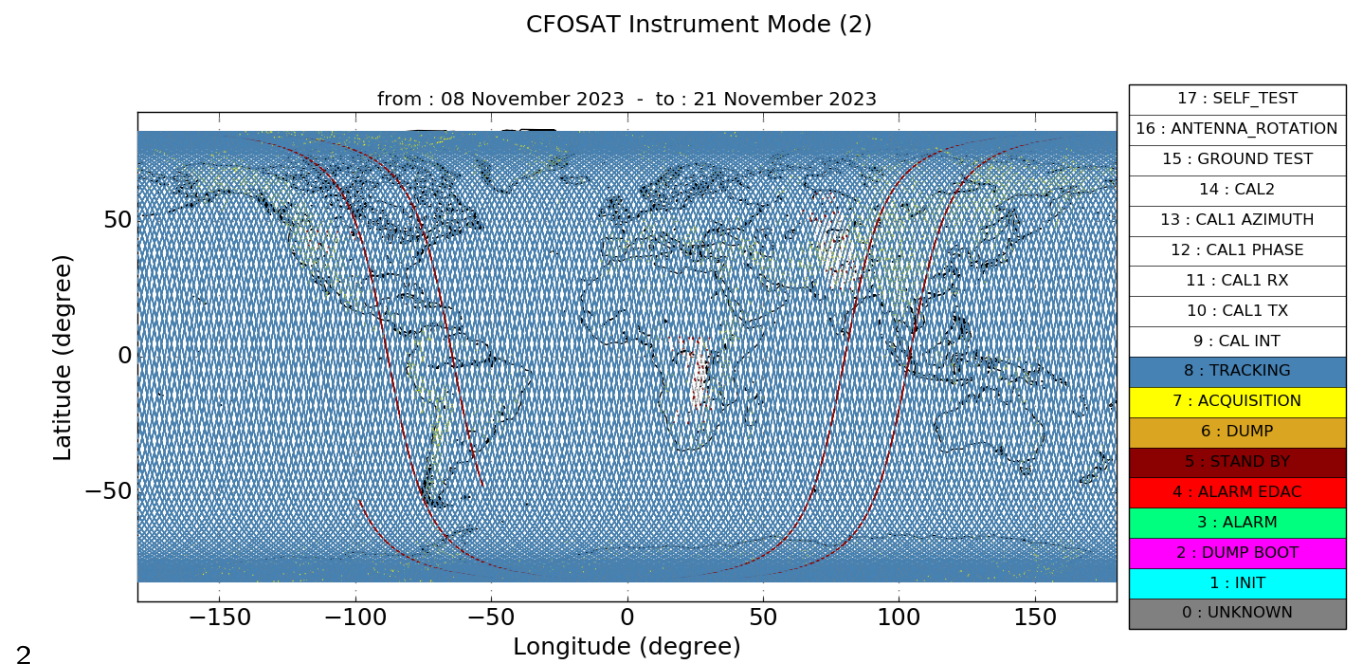 CFOSAT Instrument Mode (2)
from : 08 November 2023 - to : 21 November 2023
17 : SELF_TEST
16 : ANTENNA_ROTATION
15 : GROUND TEST
14 : CAL2
13 : CAL1 AZIMUTH
12 : CAL1 PHASE
11 : CAL1 RX
10 : CAL1 TX
9 : CAL INT
8 : TRACKING
7 : ACQUISITION
6 : DUMP
5 : STAND BY
4 : ALARM EDAC
3 : ALARM
2 : DUMP BOOT
1 : INIT
0 : UNKNOWN
Latitude (degree)
50
0
−50
−150 −100 −50 0 50 100 150
Longitude (degree)
2